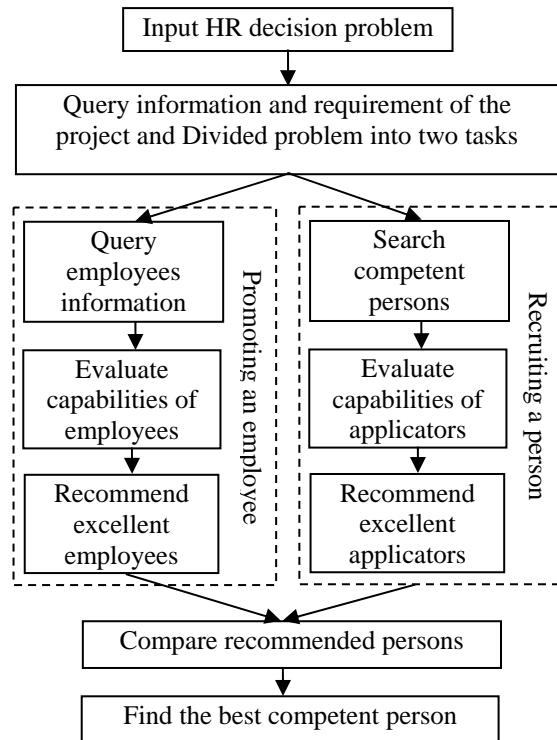 Input HR decision problem
Query information and requirement of the
project and Divided problem into two tasks
Query
employees
information
Evaluate
capabilities of
employees
Recommend
excellent
employees
Promoting an employee
Search
competent
persons
Evaluate
capabilities of
applicators
Recommend
excellent
applicators
Recruiting a person
Compare recommended persons
Find the best competent person